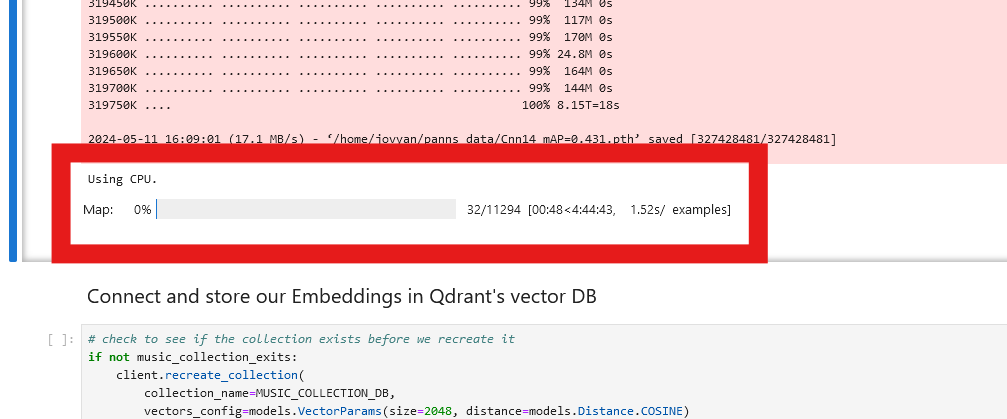 319450K .......... .......... .......... .......... .......... 99% 134M 0s
319500K .......... .......... .......... .......... .......... 99% 117M 0s
319550K .......... .......... .......... .......... .......... 99% 170M 0s
319600K .......... .......... .......... .......... .......... 99% 24.8M 0s
319650K .......... .......... .......... .......... .......... 99% 164M 0s
319700K .......... .......... .......... .......... .......... 99% 144M 0s
319750K .... 100% 8.15T=18s
2024-05-11 16:09:01 (17.1 MB/s) - ‘/home/jovyan/panns_data/Cnn14_mAP=0.431.pth’ saved [327428481/327428481]
Using CPU.
Map: 0% 32/11294 [00:48<4:44:43, 1.52s/ examples]
Connect and store our Embeddings in Qdrant's vector DB
[ ]: # check to see if the collection exists before we recreate it
if not music_collection_exits:
client.recreate_collection(
collection_name=MUSIC_COLLECTION_DB,
vectors_config=models.VectorParams(size=2048, distance=models.Distance.COSINE)